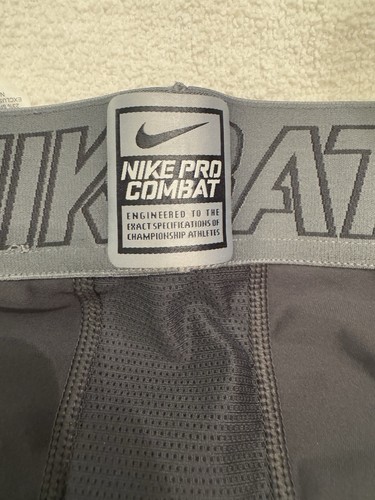 NIKE PRO
COMBAT
ENGINEERED TO THE
EXACT SPECIFICATIONS OF
CHAMPIONSHIP ATHLETES